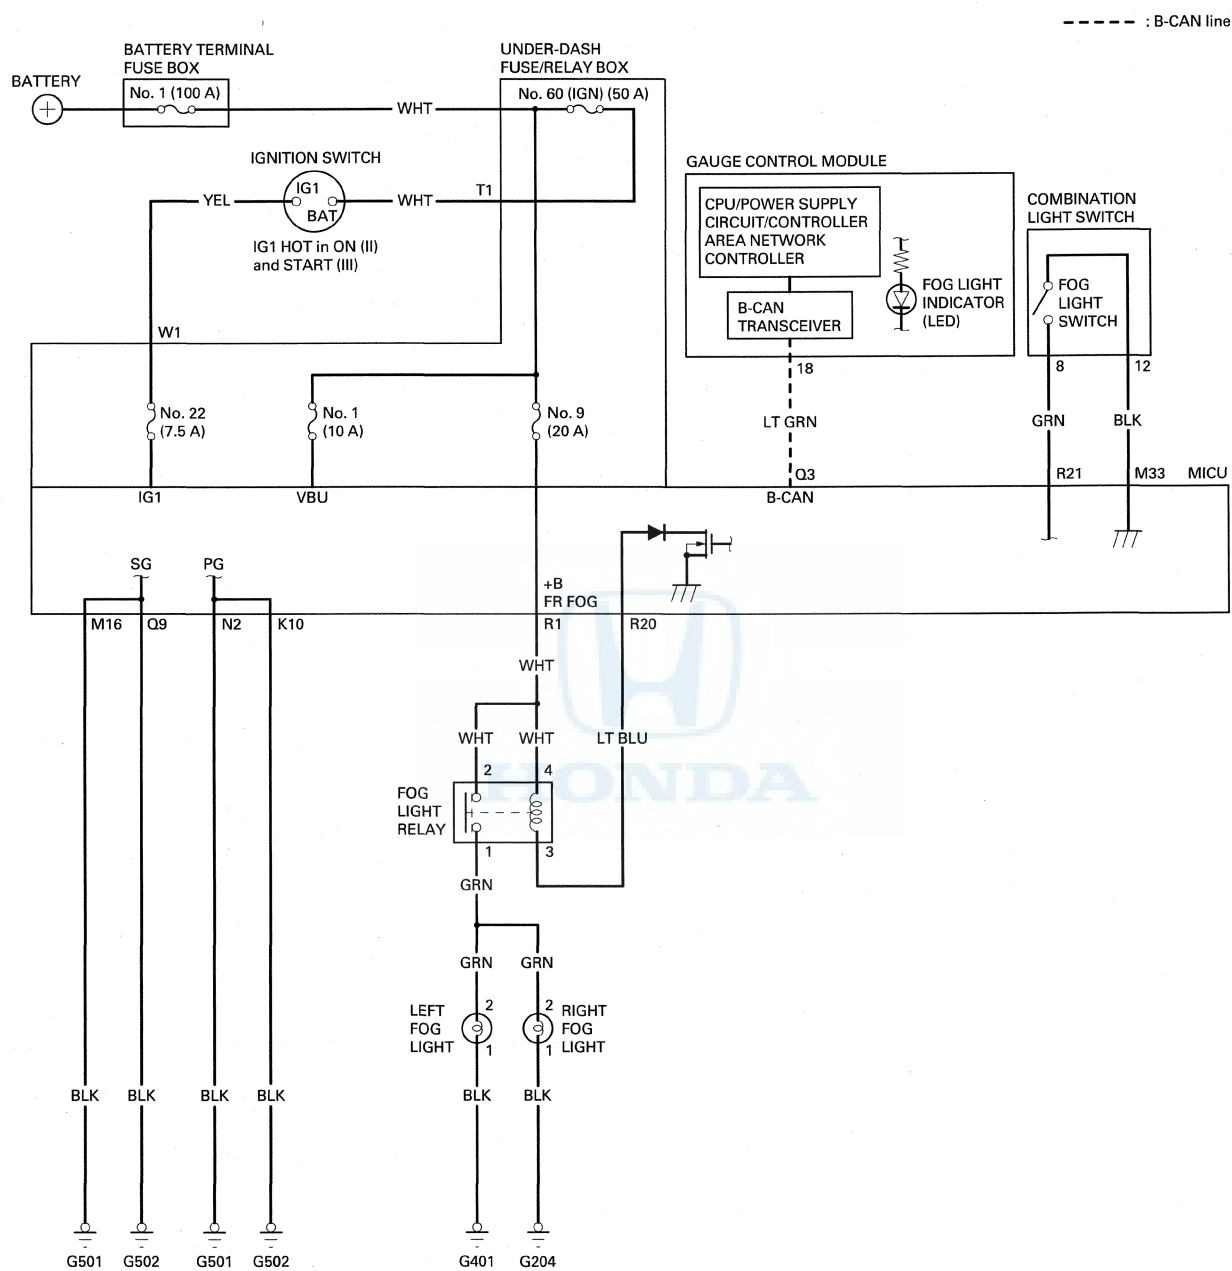 : B-CAN line
BATTERY TERMINAL
FUSE BOX
UNDER-DASH
FUSE/RELAY BOX
BATTERY
No. 1 (100 A)
WHT
No. 60 (IGN) (50 A)
IGNITION SWITCH
IG1
BAT
YEL
WHT
T1
IG1 HOT in ON (II)
and START (III)
W1
GAUGE CONTROL MODULE
CPU/POWER SUPPLY
CIRCUIT/CONTROLLER
AREA NETWORK
CONTROLLER
B-CAN
TRANSCEIVER
FOG LIGHT
INDICATOR
(LED)
COMBINATION
LIGHT SWITCH
FOG
LIGHT
SWITCH
18
8
12
No. 22
(7.5 A)
No. 1
(10 A)
No. 9
(20 A)
LT GRN
GRN
BLK
Q3
R21
M33
MICU
IG1
VBU
B-CAN
SG
PG
+B
FR FOG
M16
Q9
N2
K10
R1
R20
WHT
WHT
WHT
LT BLU
2
4
HONDA
FOG
LIGHT
RELAY
1
3
GRN
GRN
GRN
LEFT
FOG
LIGHT
2
1
2
1
RIGHT
FOG
LIGHT
BLK
BLK
BLK
BLK
BLK
BLK
G501
G502
G501
G502
G401
G204